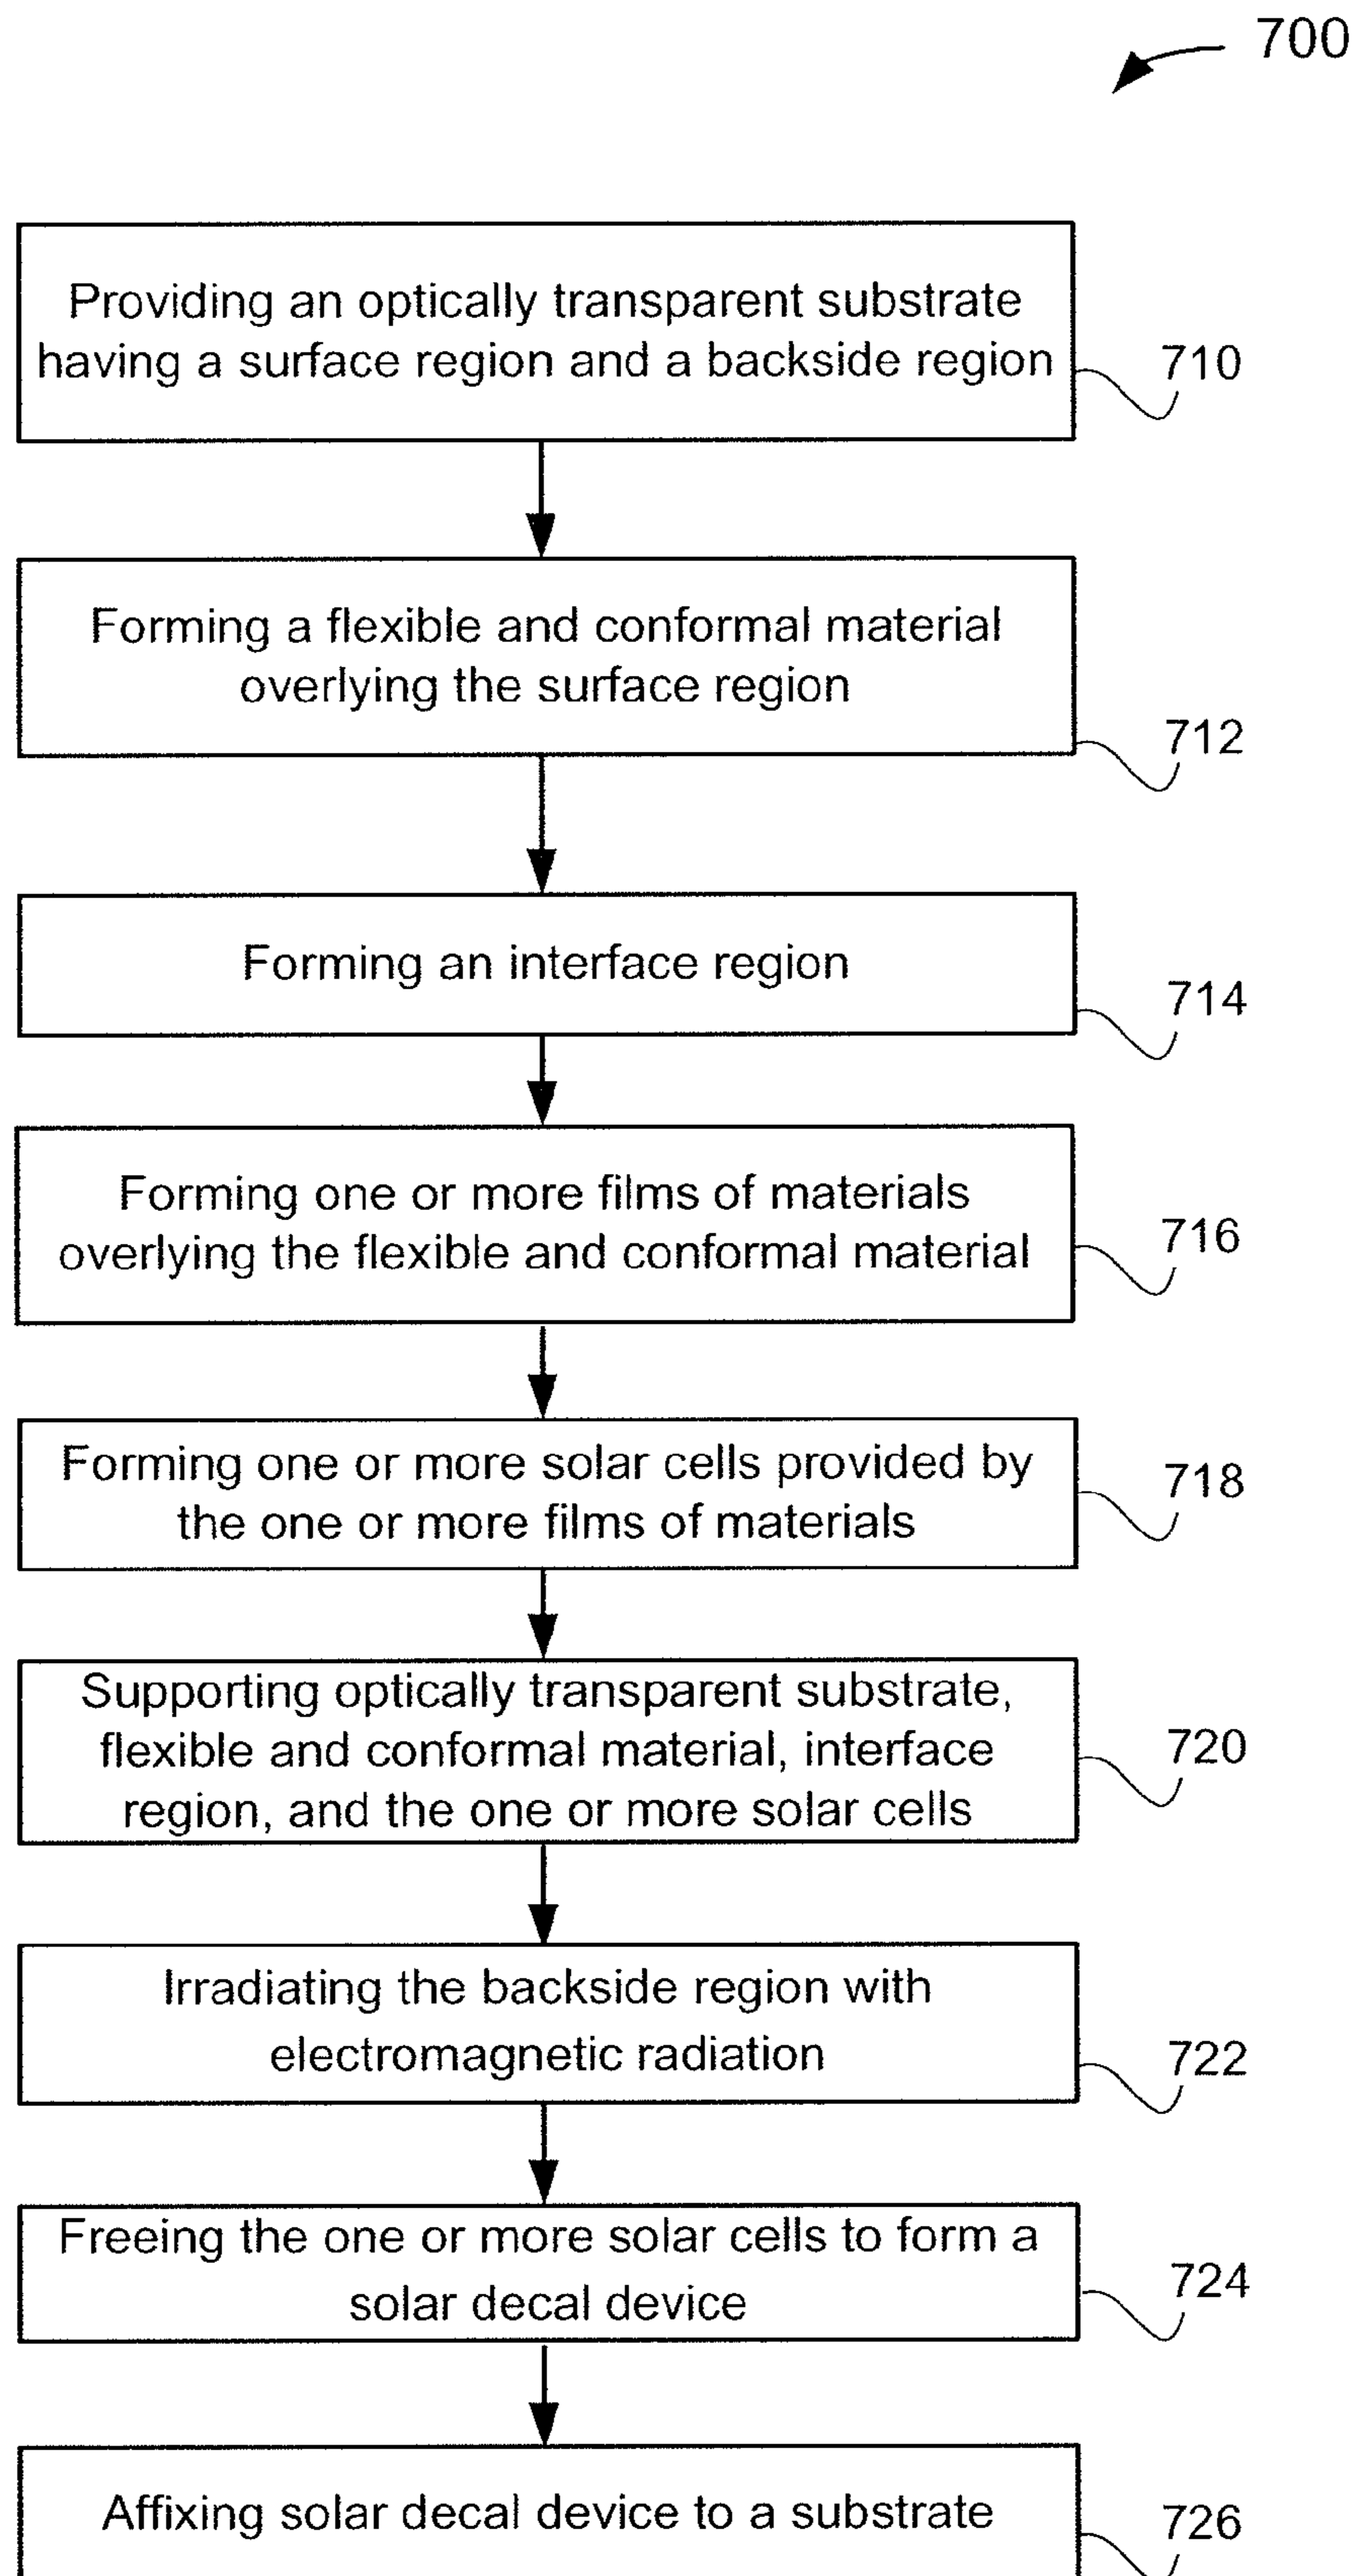 700
Providing an optically transparent substrate
having a surface region and a backside region
710
Forming a flexible and conformal material
overlying the surface region
712
Forming an interface region
714
Forming one or more films of materials
overlying the flexible and conformal material
716
Forming one or more solar cells provided by
the one or more films of materials
718
Supporting optically transparent substrate,
flexible and conformal material, interface
region, and the one or more solar cells
720
Irradiating the backside region with
electromagnetic radiation
722
Freeing the one or more solar cells to form a
solar decal device
724
Affixing solar decal device to a substrate
726